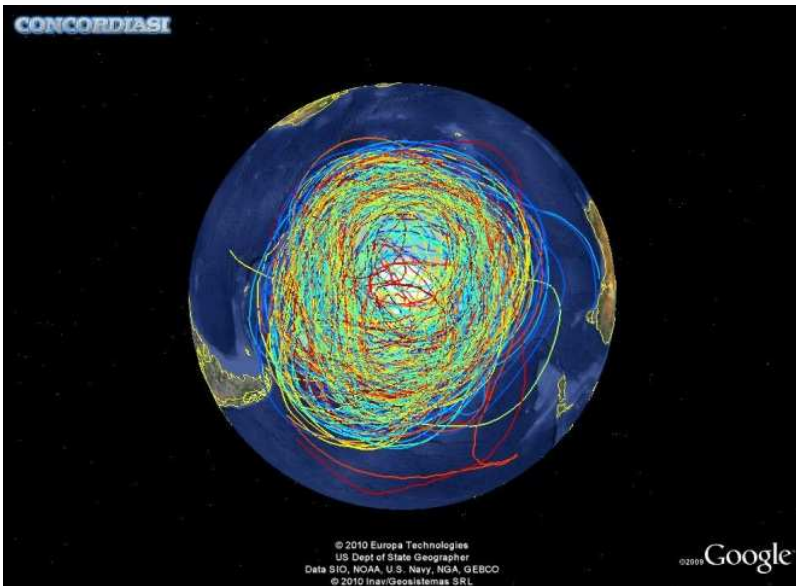 CONCORDIASI
© 2010 Europa Technologies
US Dept of State Geographer
Data SIO, NOAA, U.S. Navy, NGA, GEBCO
© 2010 Inav/Geosistemas SRL
©2009 Google